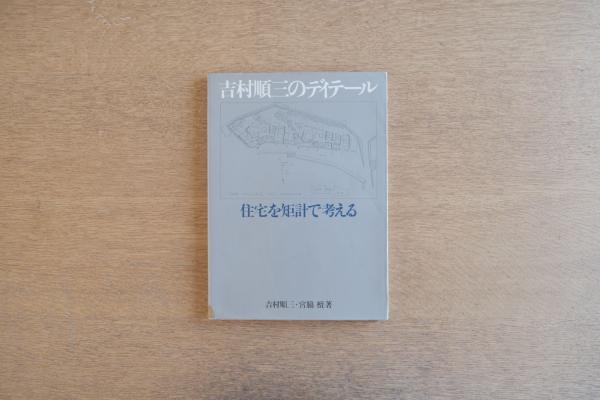 吉村順三のディテール
住宅を矩計で考える
吉村順三・宮脇 檀著